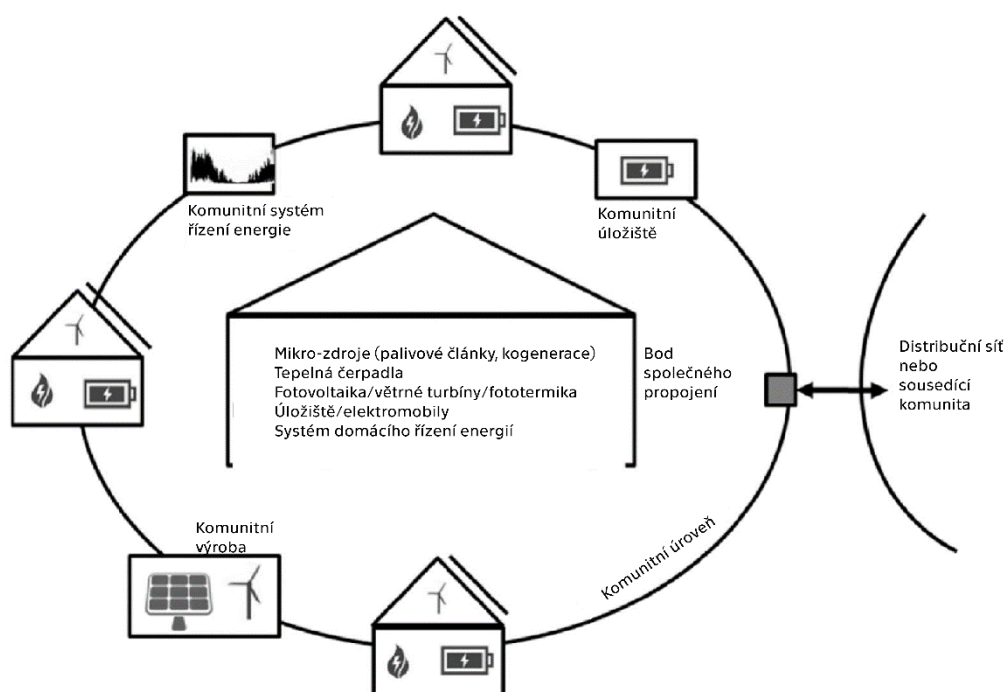 Komunitní systém
řízení energie
Komunitní
úložiště
Mikro-zdroje (palivové články, kogenerace)
Tepelná čerpadla
Fotovoltaika/větrné turbíny/fototermika
Úložiště/elektromobily
Systém domácího řízení energií
Bod
společného
propojení
Distribuční síť
nebo
sousedící
komunita
Komunitní
výroba
Komunitní úroveň